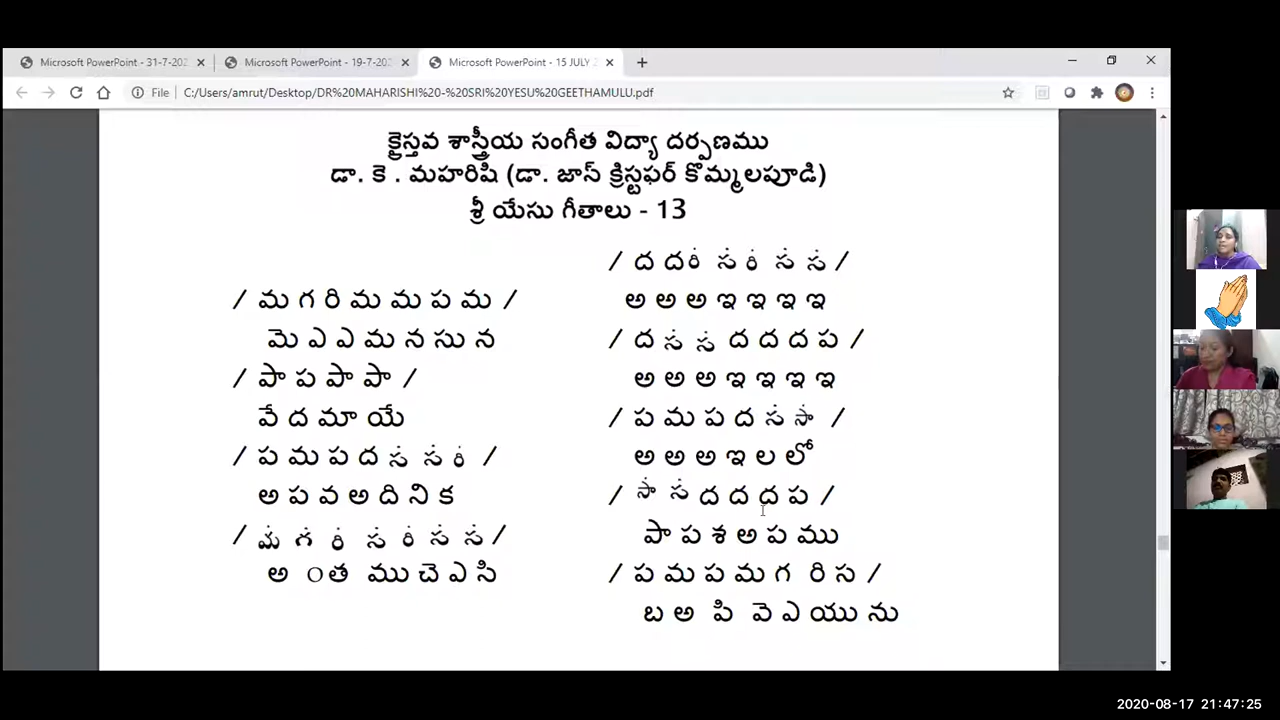 Microsoft PowerPoint - 31-7-202
Microsoft PowerPoint - 19-7-202
Microsoft PowerPoint - 15 JULY 2
File C:/Users/amrut/Desktop/DR%20MAHARISHI%20-%20SRI%20YESU%20GEETHAMULU.pdf
క్రైస్తవ శాస్త్రీయ సంగీత విద్యా దర్పణము
డా. కె . మహరిషి (డా. జాస్ క్రిస్టఫర్ కొమ్మలపూడి)
శ్రీ యేసు గీతాలు - 13
/ మ గ రి మ మ ప మ /
మె ఎ ఎ మ న సు న
/ పా ప పా పా /
వే ద మా యే
/ ప మ ప ద స̇ స̇ రి̇ /
అ ప వ అ ది ని క
/ మ̇ గ̇ రి̇ స̇ రి̇ స̇ స̇ /
అ ం త ము చె ఎ సి
/ ద ద రి̇ స̇ రి̇ స̇ స̇ /
అ అ అ ఇ ఇ ఇ ఇ
/ ద స̇ స̇ ద ద ద ప /
అ అ అ ఇ ఇ ఇ ఇ
/ ప మ ప ద స̇ సా̇ /
అ అ అ ఇ ల లో
/ సా̇ స̇ ద ద ద ప /
పా ప శ అ ప ము
/ ప మ ప మ గ రి స /
బ అ పి వె ఎ యు ను
2020-08-17 21:47:25